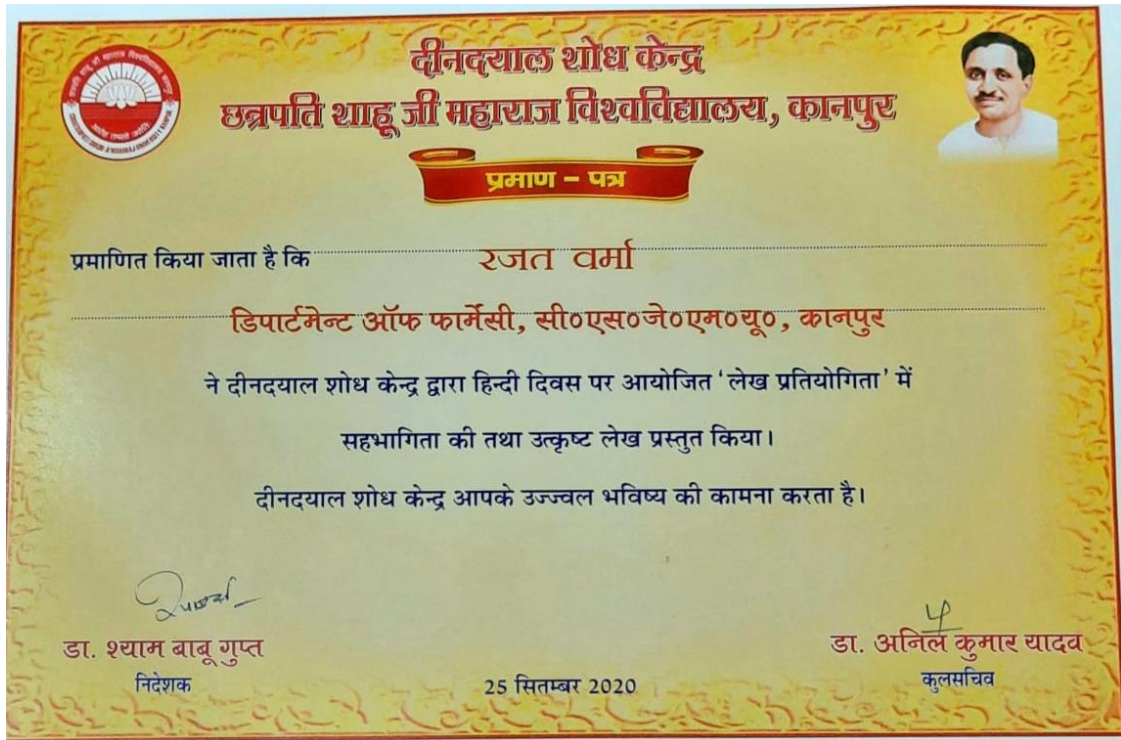 दीनदयाल शोध केन्द्र
छत्रपति शाहू जी महाराज विश्वविद्यालय, कानपुर
प्रमाण - पत्र
प्रमाणित किया जाता है कि रजत वर्मा
डिपार्टमेन्ट ऑफ फार्मेसी, सी०एस०जे०एम०यू०, कानपुर
ने दीनदयाल शोध केन्द्र द्वारा हिन्दी दिवस पर आयोजित 'लेख प्रतियोगिता' में
सहभागिता की तथा उत्कृष्ट लेख प्रस्तुत किया।
दीनदयाल शोध केन्द्र आपके उज्ज्वल भविष्य की कामना करता है।
डा. श्याम बाबू गुप्त
निदेशक
25 सितम्बर 2020
डा. अनिल कुमार यादव
कुलसचिव